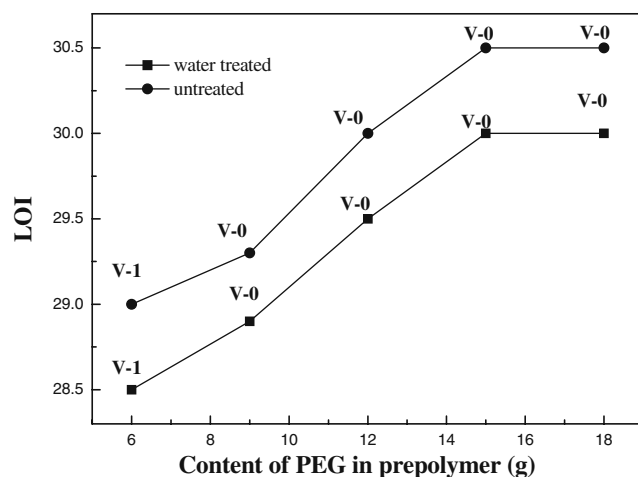 30.5
30.0
29.5
29.0
28.5
LOI
water treated
untreated
V-0
V-0
V-0
V-0
V-0
V-0
V-0
V-0
V-1
V-1
6
8
10
12
14
16
18
Content of PEG in prepolymer (g)